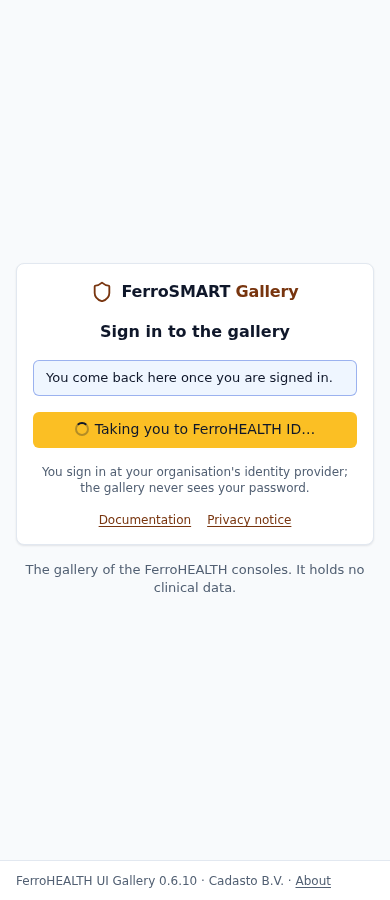 FerroSMART Gallery
Sign in to the gallery
You come back here once you are signed in.
Taking you to FerroHEALTH ID…
You sign in at your organisation's identity provider;
the gallery never sees your password.
Documentation Privacy notice
The gallery of the FerroHEALTH consoles. It holds no
clinical data.
FerroHEALTH UI Gallery 0.6.10 · Cadasto B.V. · About